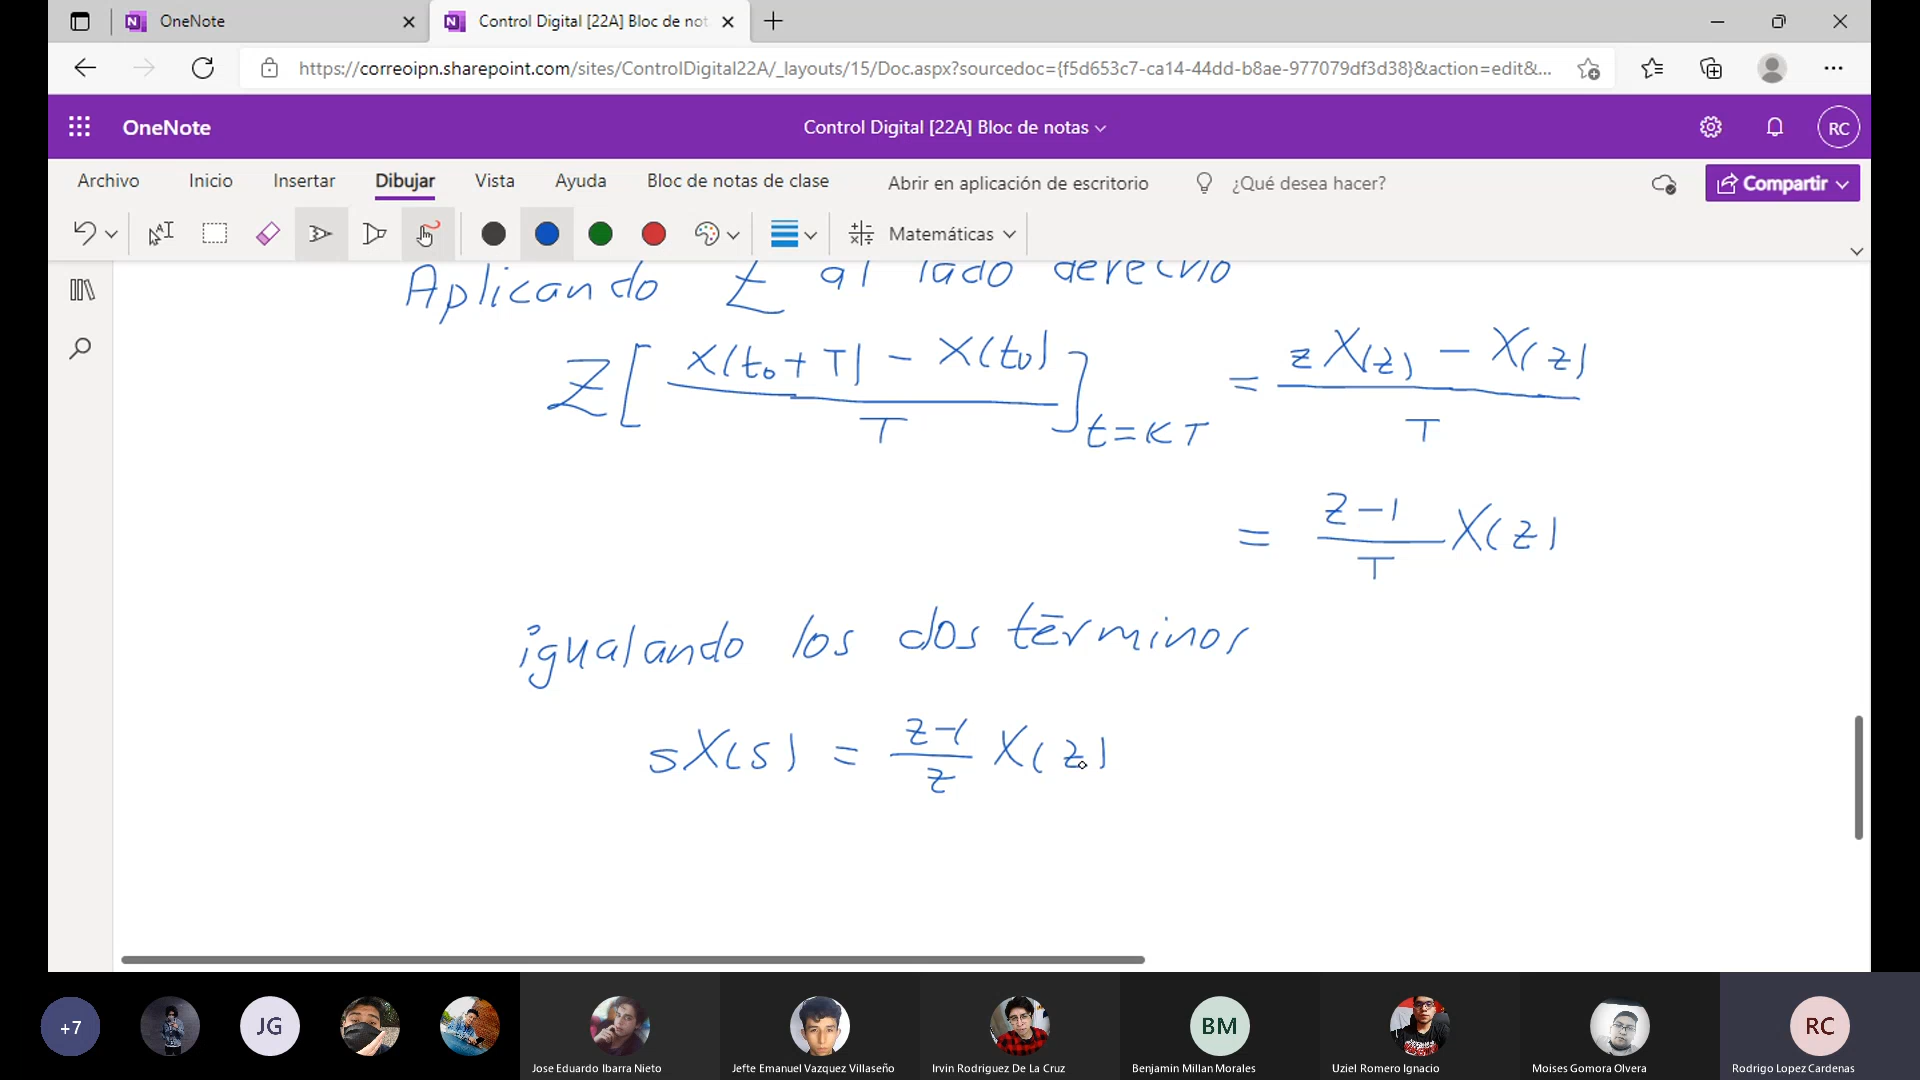 OneNote
Control Digital [22A] Bloc de not
https://correoipn.sharepoint.com/sites/ControlDigital22A/_layouts/15/Doc.aspx?sourcedoc={f5d653c7-ca14-44dd-b8ae-977079df3d38}&action=edit&...
OneNote
Control Digital [22A] Bloc de notas
RC
Archivo Inicio Insertar Dibujar Vista Ayuda Bloc de notas de clase Abrir en aplicación de escritorio ¿Qué desea hacer? Compartir
Matemáticas
Aplicando Z al lado derecho
Z[ (X(t₀+T) - X(t₀)) / T ] t=KT = (zX(z) - X(z)) / T
= (z-1)/T X(z)
igualando los dos términos
sX(s) = (z-1)/z X(z)
+7
JG
BM
RC
Jose Eduardo Ibarra Nieto
Jefte Emanuel Vazquez Villaseño
Irvin Rodriguez De La Cruz
Benjamin Millan Morales
Uziel Romero Ignacio
Moises Gomora Olvera
Rodrigo Lopez Cardenas